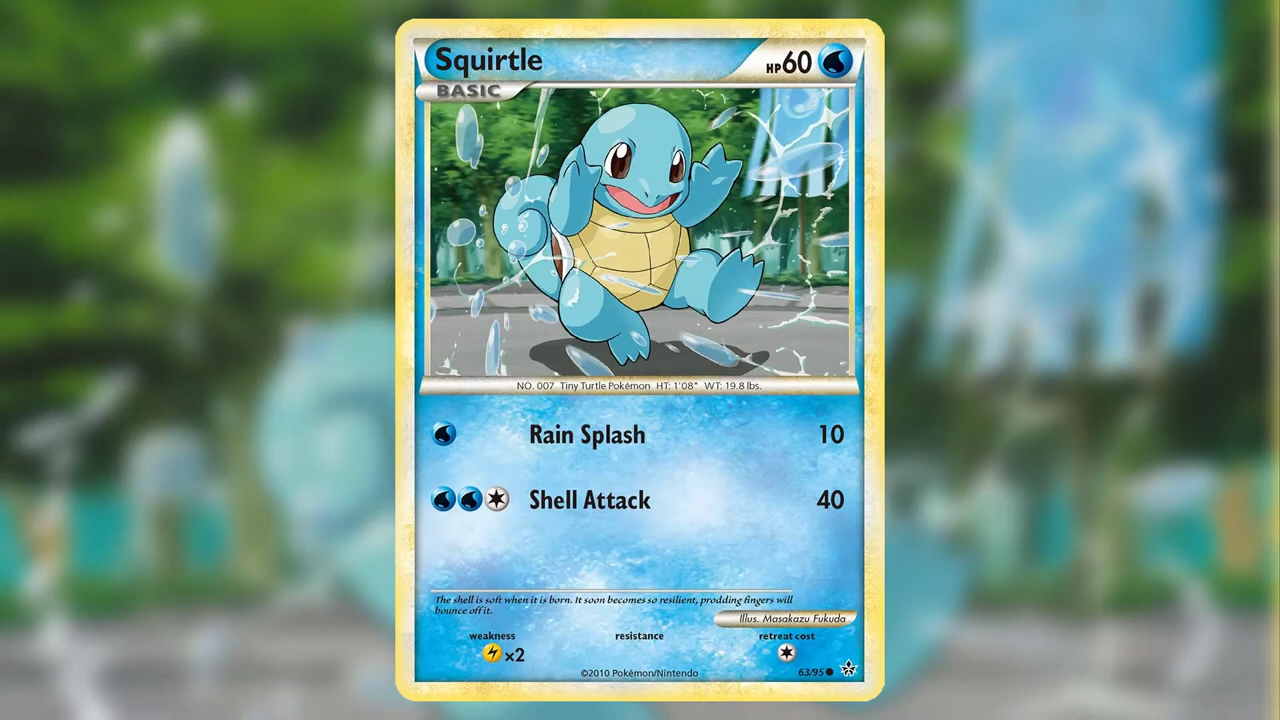 Squirtle
HP60
BASIC
NO. 007 Tiny Turtle Pokémon HT: 1'08" WT: 19.8 lbs.
Rain Splash 10
Shell Attack 40
The shell is soft when it is born. It soon becomes so resilient, prodding fingers will
bounce off it.
Illus. Masakazu Fukuda
weakness resistance retreat cost
×2
©2010 Pokémon/Nintendo 63/95